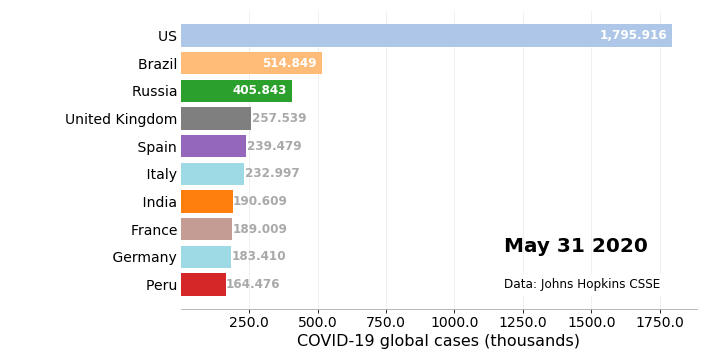 US 1,795.916
Brazil 514.849
Russia 405.843
United Kingdom 257.539
Spain 239.479
Italy 232.997
India 190.609
France 189.009
Germany 183.410
Peru 164.476
May 31 2020
Data: Johns Hopkins CSSE
250.0 500.0 750.0 1000.0 1250.0 1500.0 1750.0
COVID-19 global cases (thousands)